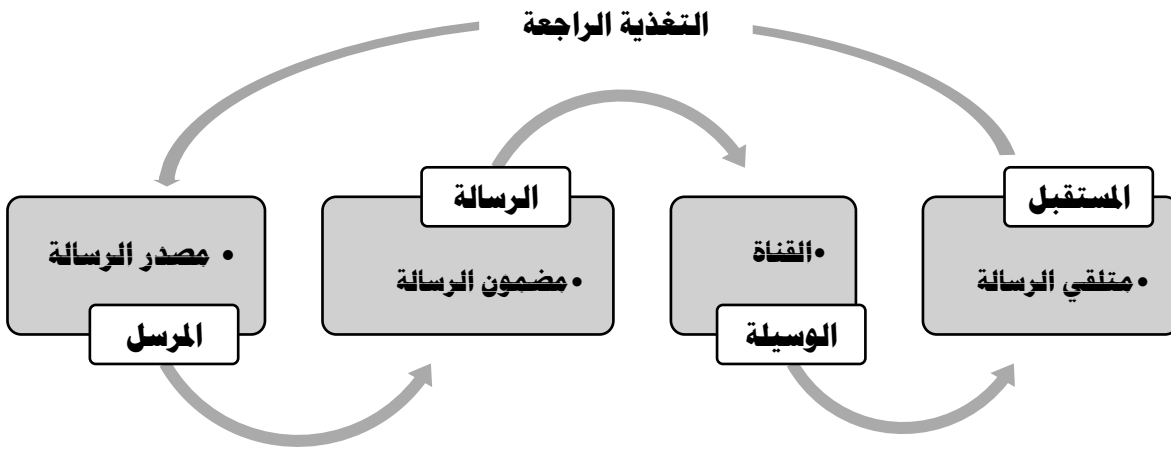 التغذية الراجعة
• مصدر الرسالة
المرسل
الرسالة
•مضمون الرسالة
•القناة
الوسيلة
المستقبل
•متلقي الرسالة